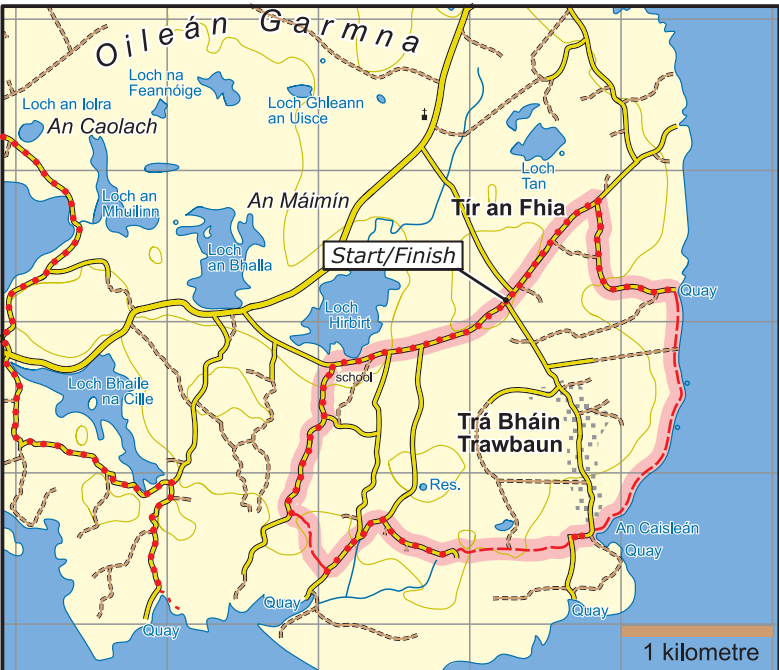 Oileán Garmna
Loch na
Feannóige
Loch an Iolra
An Caolach
Loch Ghleann
an Uisce
Loch
Tan
Loch an
Mhuilinn
An Máimín
Tír an Fhia
Loch
an Bhalla
Start/Finish
Quay
Loch
Hirbirt
school
Loch Bhaile
na Cille
Trá Bháin
Trawbaun
Res.
An Caisleán
Quay
Quay
Quay
Quay
1 kilometre